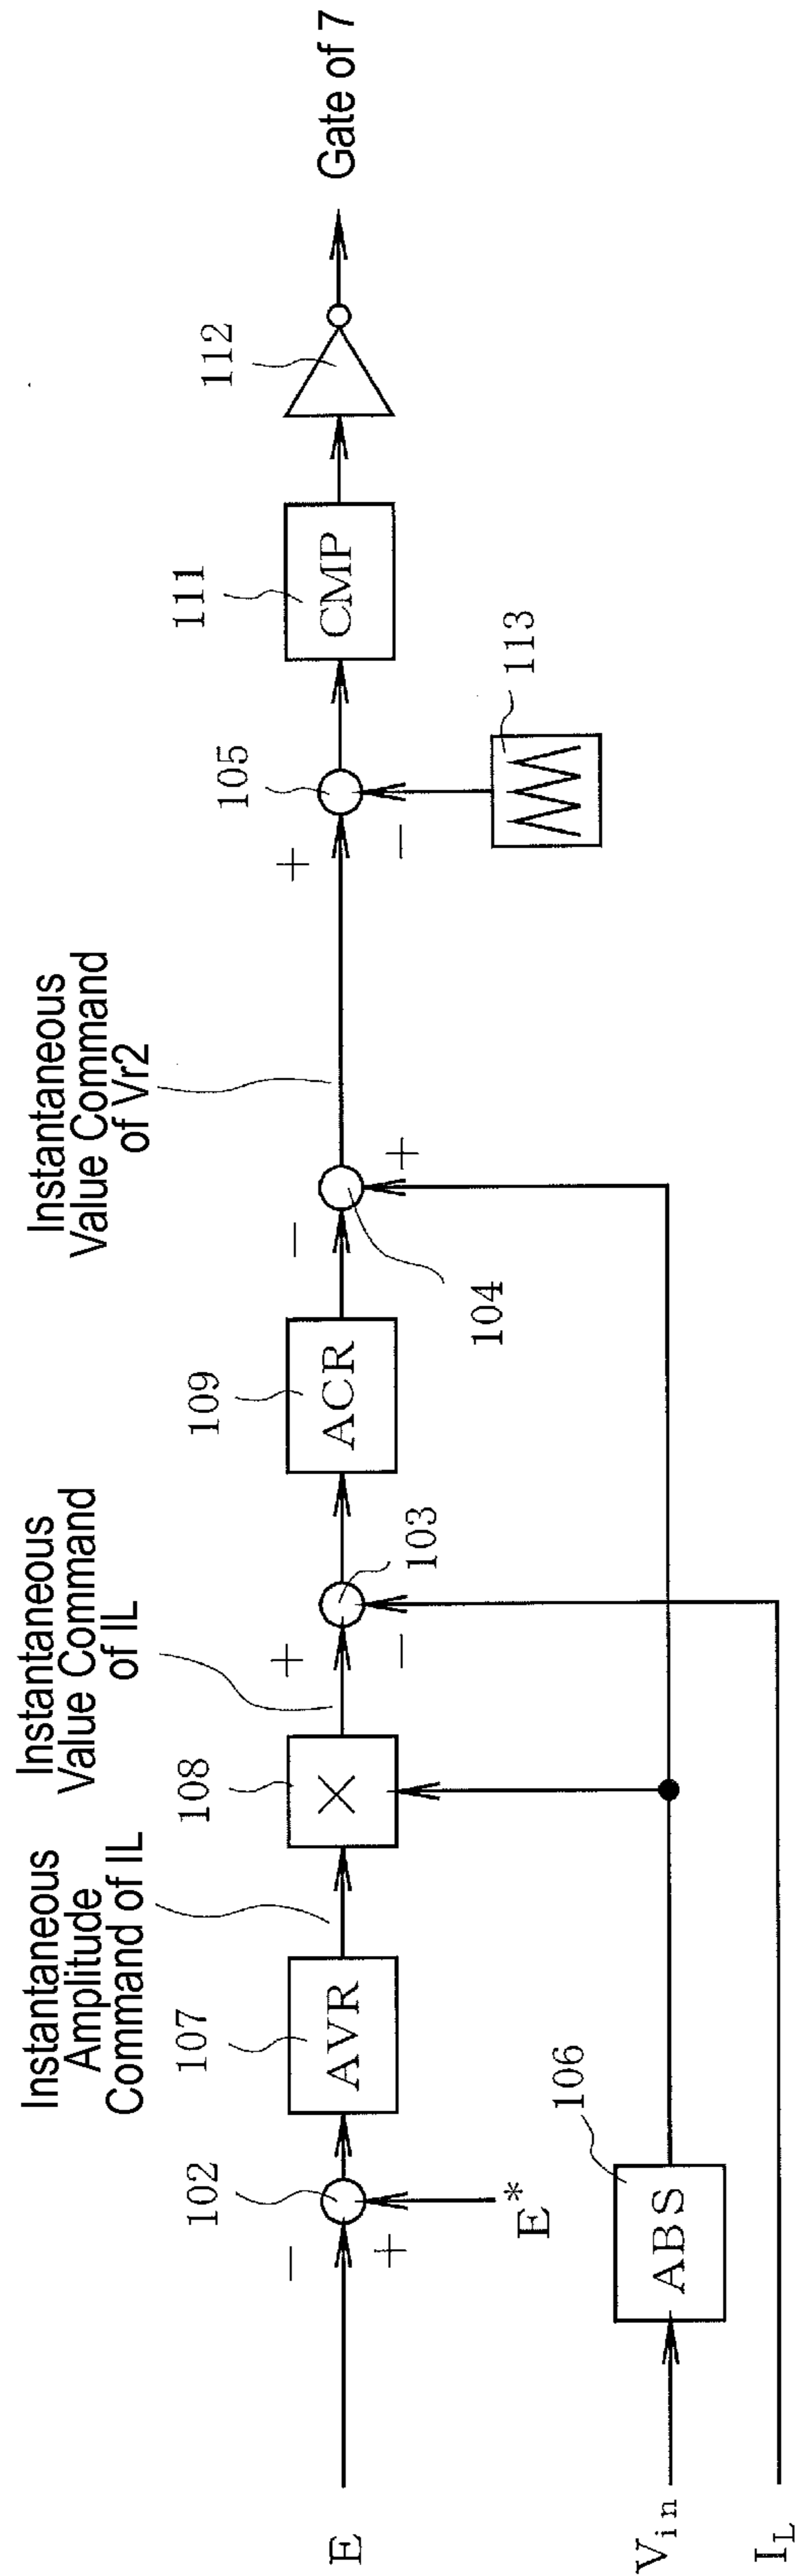 Instantaneous
Amplitude
Command of IL
Instantaneous
Value Command
of IL
Instantaneous
Value Command
of Vr2
E
−
+
102
E*
107
AVR
108
×
+
−
103
109
ACR
−
+
104
+
−
105
113
111
CMP
112
Gate of 7
Vin
106
ABS
IL